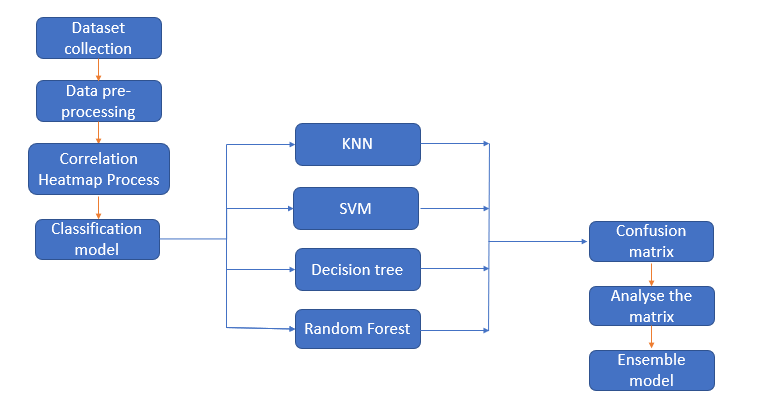 Dataset
collection
Data pre-
processing
Correlation
Heatmap Process
Classification
model
KNN
SVM
Decision tree
Random Forest
Confusion
matrix
Analyse the
matrix
Ensemble
model